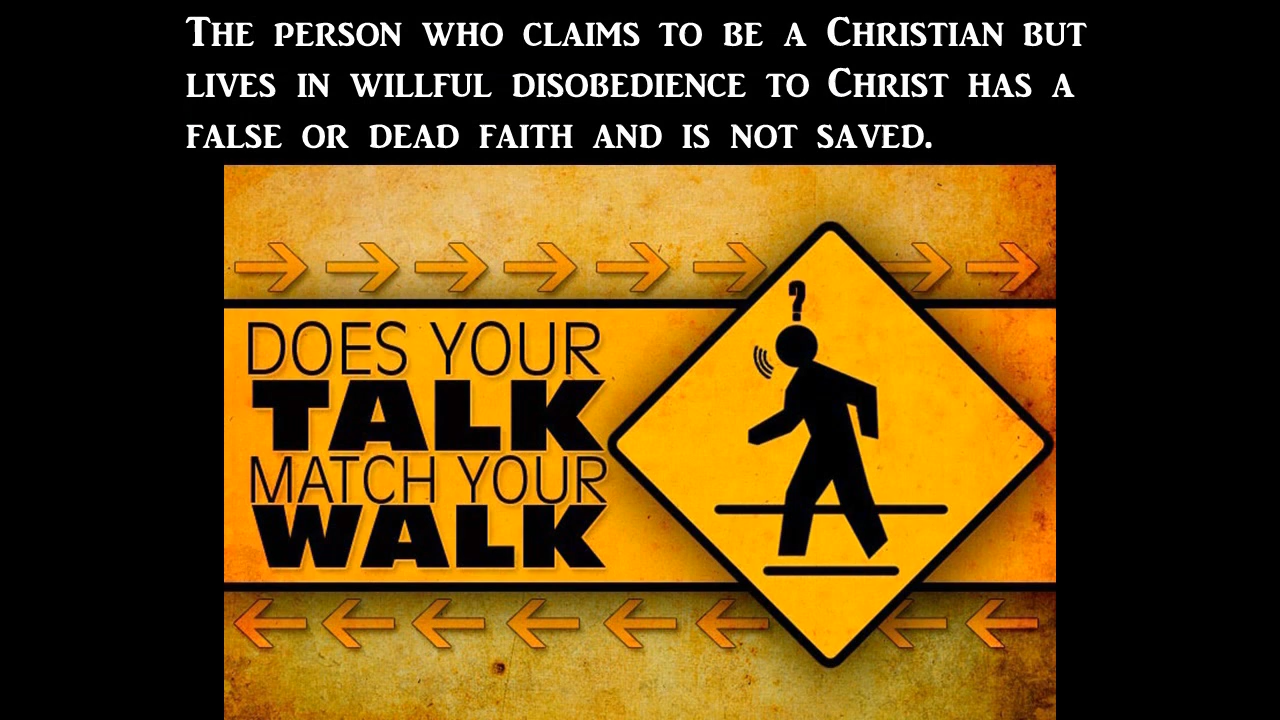 The person who claims to be a Christian but
lives in willful disobedience to Christ has a
false or dead faith and is not saved.
?
DOES YOUR
TALK
MATCH YOUR
WALK